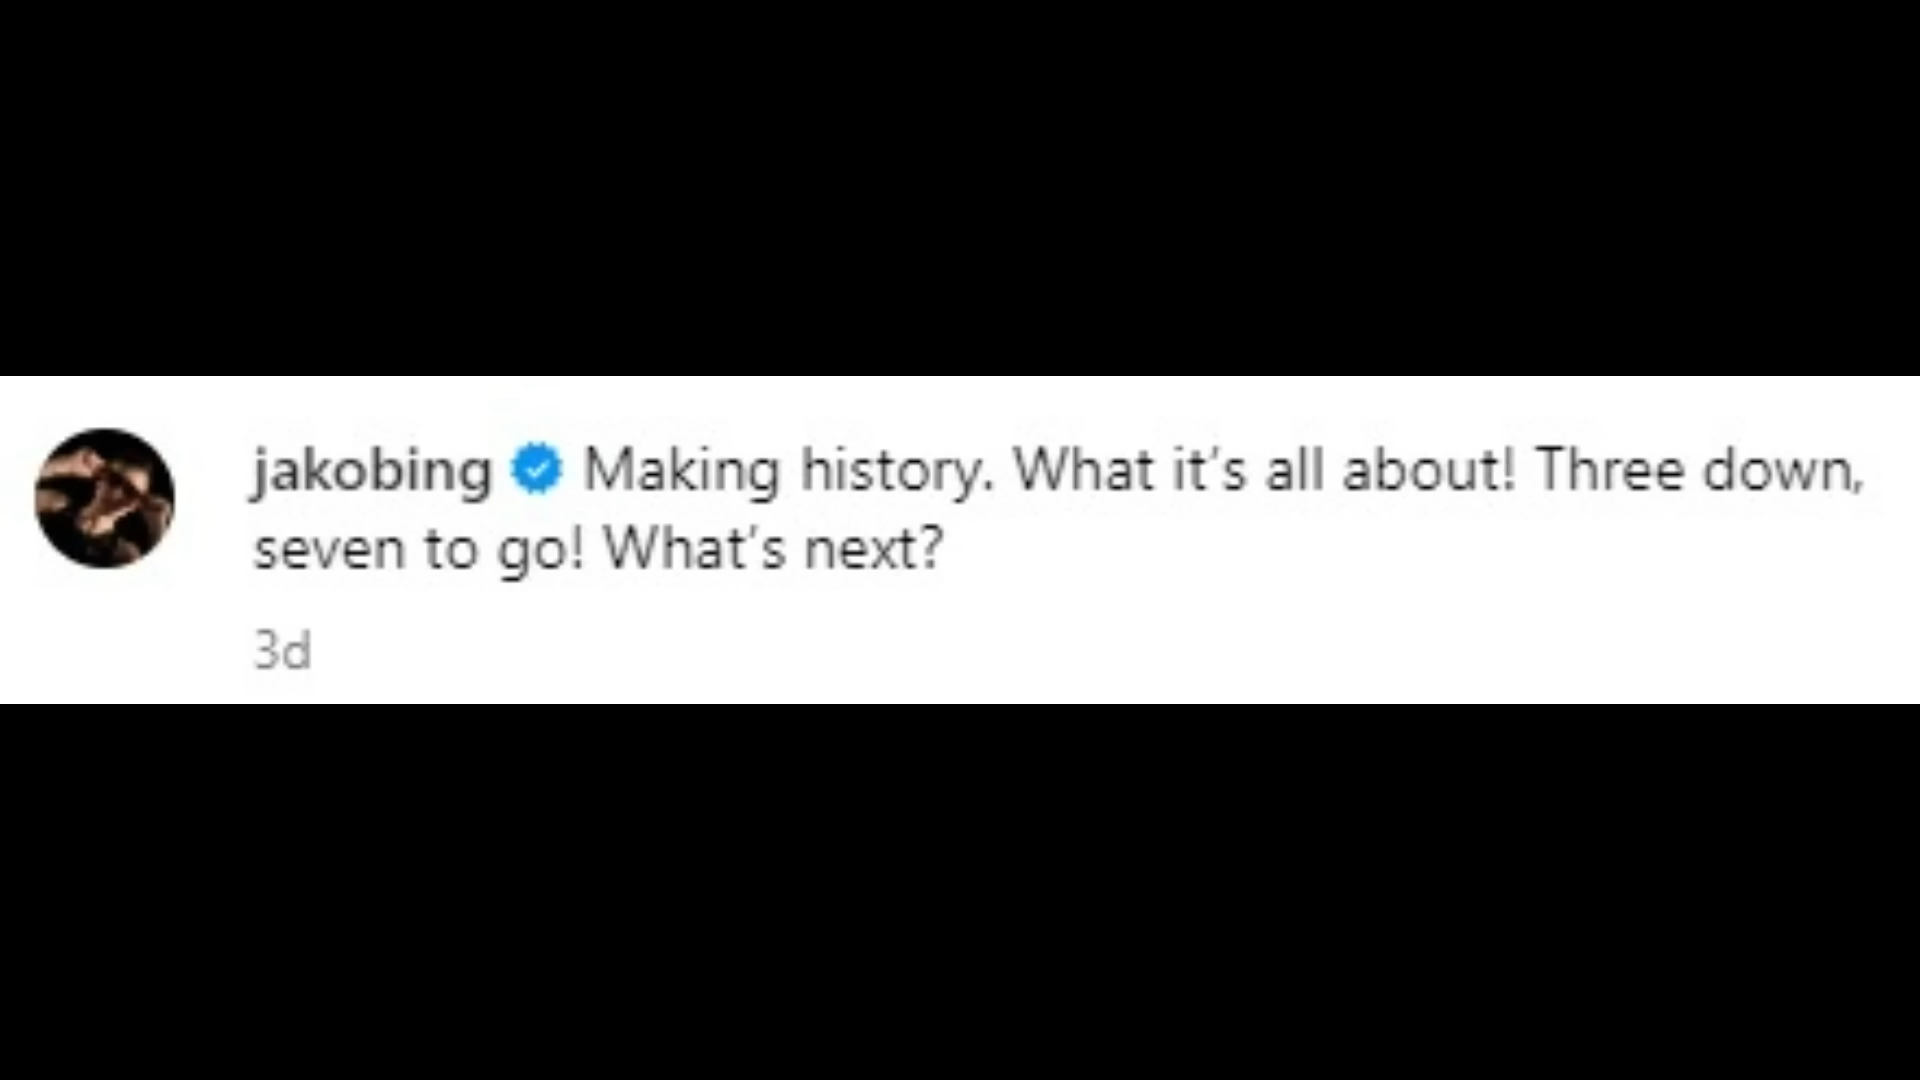 jakobing Making history. What it’s all about! Three down,
seven to go! What’s next?
3d